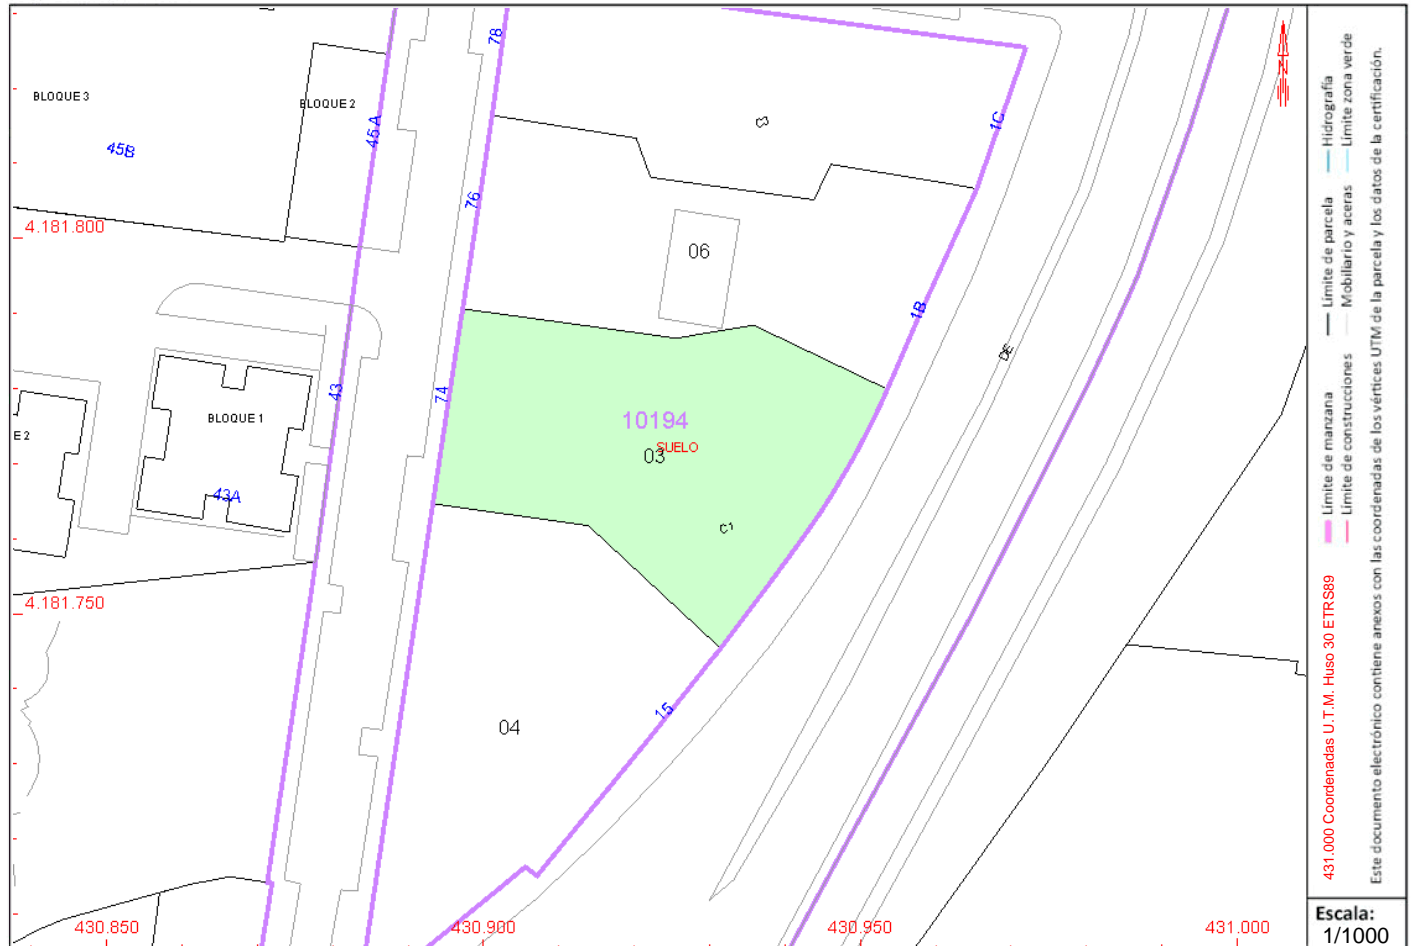 78
BLOQUE 3
BLOQUE 2
45 A
1C
C3
45B
76
4.181.800
06
1B
DE
43
74
BLOQUE 1
10194
SUELO
03
E 2
43A
C1
4.181.750
15
04
430.850
430.900
430.950
431.000
N
Hidrografía
Límite zona verde
Límite de parcela
Mobiliario y aceras
Límite de manzana
Límite de construcciones
431.000 Coordenadas U.T.M. Huso 30 ETRS89
Este documento electrónico contiene anexos con las coordenadas de los vértices UTM de la parcela y los datos de la certificación.
Escala:
1/1000